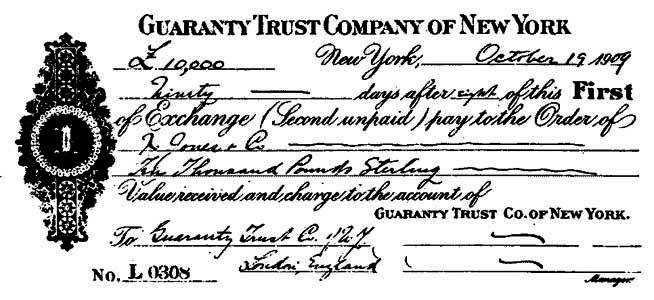 GUARANTY TRUST COMPANY OF NEW YORK
£ 10,000 New York, October 19 1909
Ninety days after sight of this First
of Exchange (Second unpaid) pay to the Order of
Jones & Co
Ten Thousand Pounds Sterling
Value received and charge to the account of
GUARANTY TRUST CO. OF NEW YORK.
To Guaranty Trust Co. of N.Y.
London, England
No. L 0308
Manager